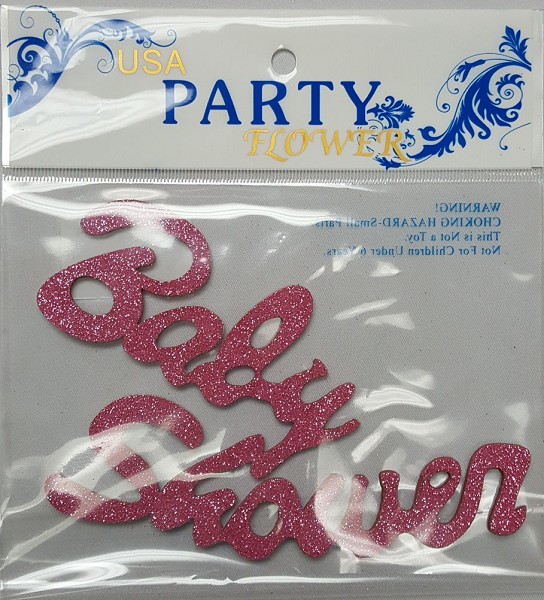 USA
PARTY
FLOWER
WARNING!
CHOKING HAZARD-Small Parts
This is Not a Toy.
Not For Children Under 6 Years.
Baby
Shower